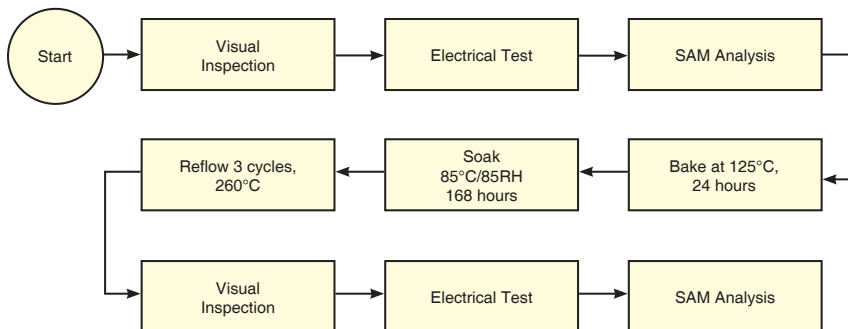 Start
Visual
Inspection
Electrical Test
SAM Analysis
Bake at 125°C,
24 hours
Soak
85°C/85RH
168 hours
Reflow 3 cycles,
260°C
Visual
Inspection
Electrical Test
SAM Analysis